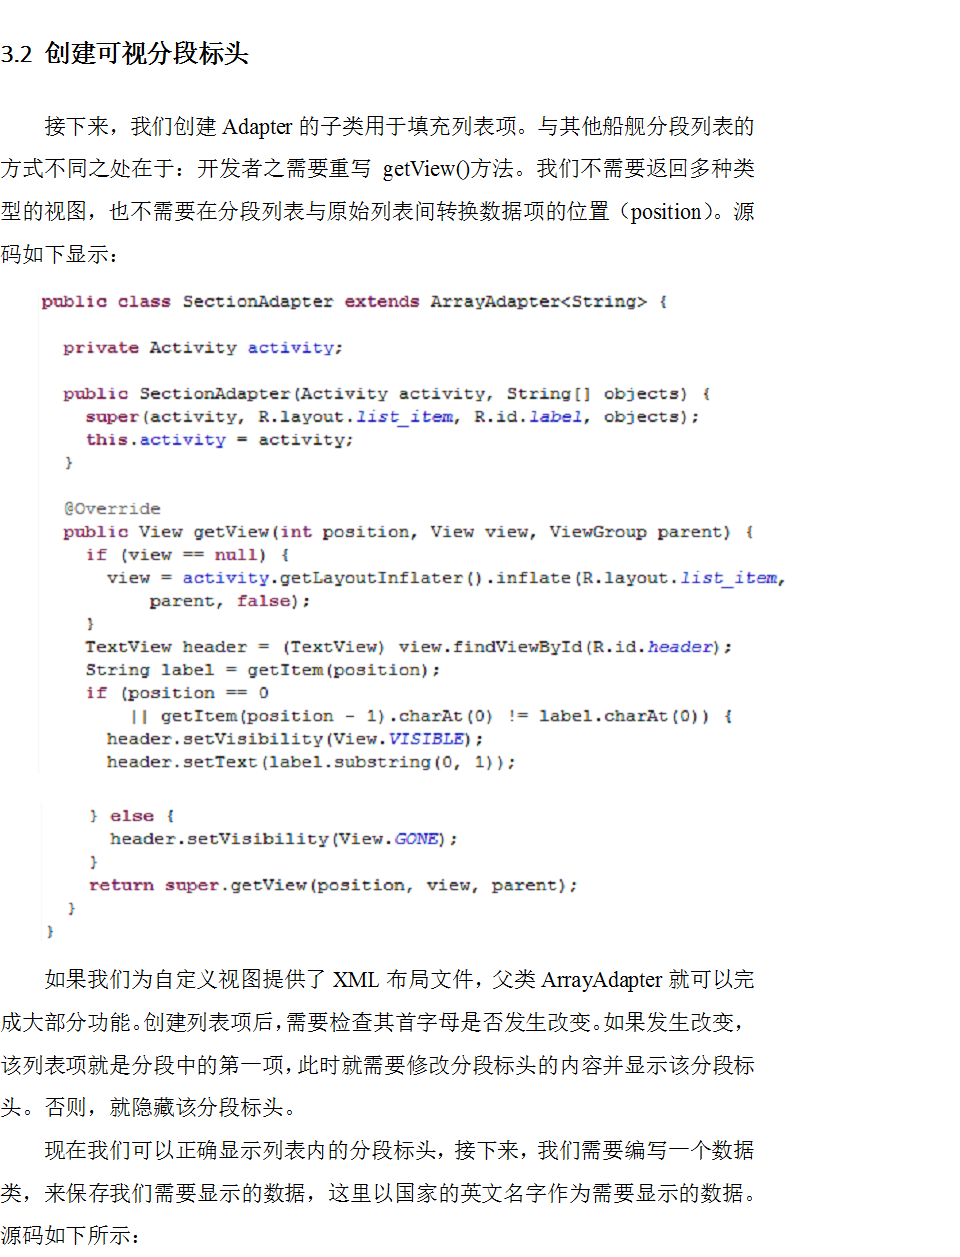 3.2 创建可视分段标头
接下来，我们创建 Adapter 的子类用于填充列表项。与其他船舰分段列表的
方式不同之处在于：开发者之需要重写 getView()方法。我们不需要返回多种类
型的视图，也不需要在分段列表与原始列表间转换数据项的位置（position）。源
码如下显示：
public class SectionAdapter extends ArrayAdapter<String> {
private Activity activity;
public SectionAdapter(Activity activity, String[] objects) {
super(activity, R.layout.list_item, R.id.label, objects);
this.activity = activity;
}
@Override
public View getView(int position, View view, ViewGroup parent) {
if (view == null) {
view = activity.getLayoutInflater().inflate(R.layout.list_item,
parent, false);
}
TextView header = (TextView) view.findViewById(R.id.header);
String label = getItem(position);
if (position == 0
|| getItem(position - 1).charAt(0) != label.charAt(0)) {
header.setVisibility(View.VISIBLE);
header.setText(label.substring(0, 1));
} else {
header.setVisibility(View.GONE);
}
return super.getView(position, view, parent);
}
}
如果我们为自定义视图提供了 XML 布局文件，父类 ArrayAdapter 就可以完
成大部分功能。创建列表项后，需要检查其首字母是否发生改变。如果发生改变，
该列表项就是分段中的第一项，此时就需要修改分段标头的内容并显示该分段标
头。否则，就隐藏该分段标头。
现在我们可以正确显示列表内的分段标头，接下来，我们需要编写一个数据
类，来保存我们需要显示的数据，这里以国家的英文名字作为需要显示的数据。
源码如下所示：